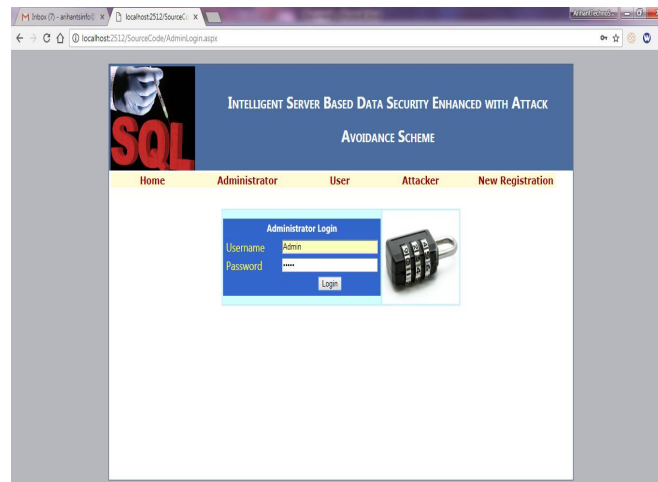 Inbox (7) - arihantsinfo@
localhost:2512/SourceCo
localhost:2512/SourceCode/AdminLogin.aspx
SQL
INTELLIGENT SERVER BASED DATA SECURITY ENHANCED WITH ATTACK
AVOIDANCE SCHEME
Home Administrator User Attacker New Registration
Administrator Login
Username Admin
Password •••••
Login